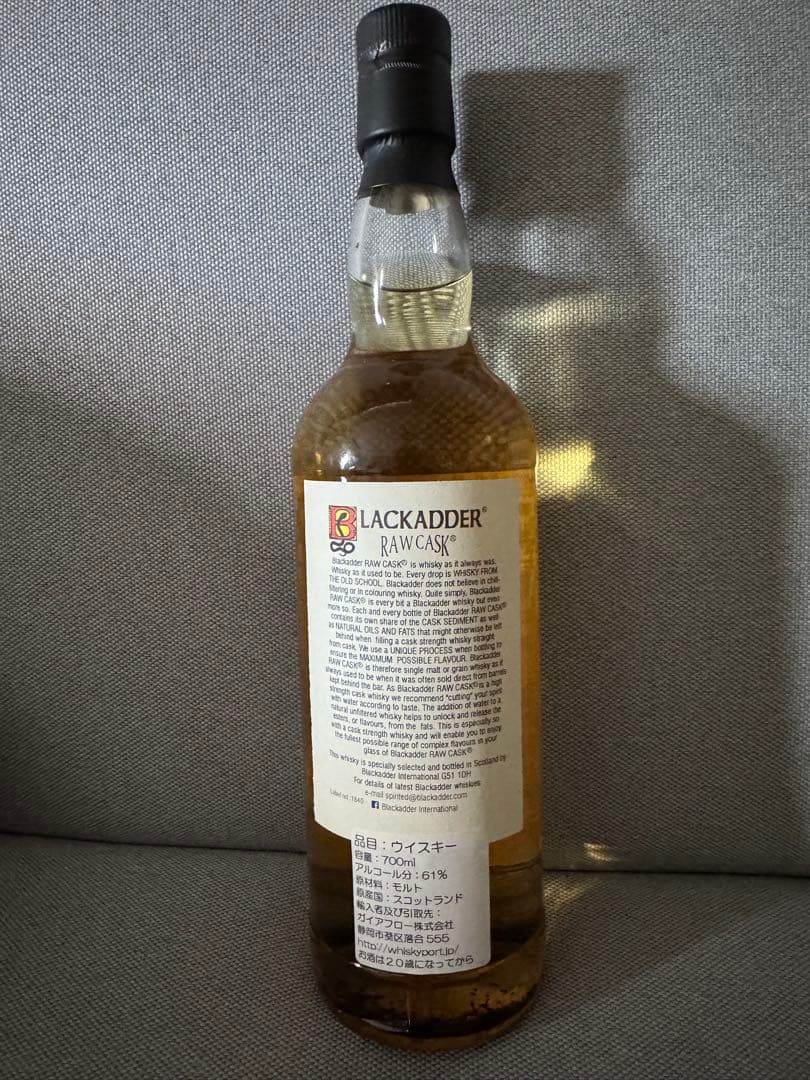 BLACKADDER®
RAW CASK®
Blackadder RAW CASK® is whisky as it always was.
Whisky as it used to be. Every drop is WHISKY FROM
THE OLD SCHOOL. Blackadder does not believe in chill-
filtering or in colouring whisky. Quite simply, Blackadder
RAW CASK® is every bit a Blackadder whisky but even
more so. Each and every bottle of Blackadder RAW CASK®
contains its own share of the CASK SEDIMENT as well
as NATURAL OILS AND FATS that might otherwise be left
behind when filling a cask strength whisky straight
from cask. We use a UNIQUE PROCESS when bottling to
ensure the MAXIMUM POSSIBLE FLAVOUR. Blackadder
RAW CASK® is therefore single malt or grain whisky as it
always used to be when it was often sold direct from barrels
kept behind the bar. As Blackadder RAW CASK® is a high
strength cask whisky we recommend "cutting" your spirit
with water according to taste. The addition of water to a
natural unfiltered whisky helps to unlock and release the
esters, or flavours, from the fats. This is especially so
with a cask strength whisky and will enable you to enjoy
the fullest possible range of complex flavours in your
glass of Blackadder RAW CASK®
This whisky is specially selected and bottled in Scotland by
Blackadder International G51 1DH
For details of latest Blackadder whiskies:
e-mail spirited@blackadder.com
Label ref: 1640 Blackadder International
品目：ウイスキー
容量：700ml
アルコール分：61%
原材料：モルト
原産国：スコットランド
輸入者及び引取先：
ガイアフロー株式会社
静岡市葵区落合555
http://whiskyport.jp/
お酒は20歳になってから